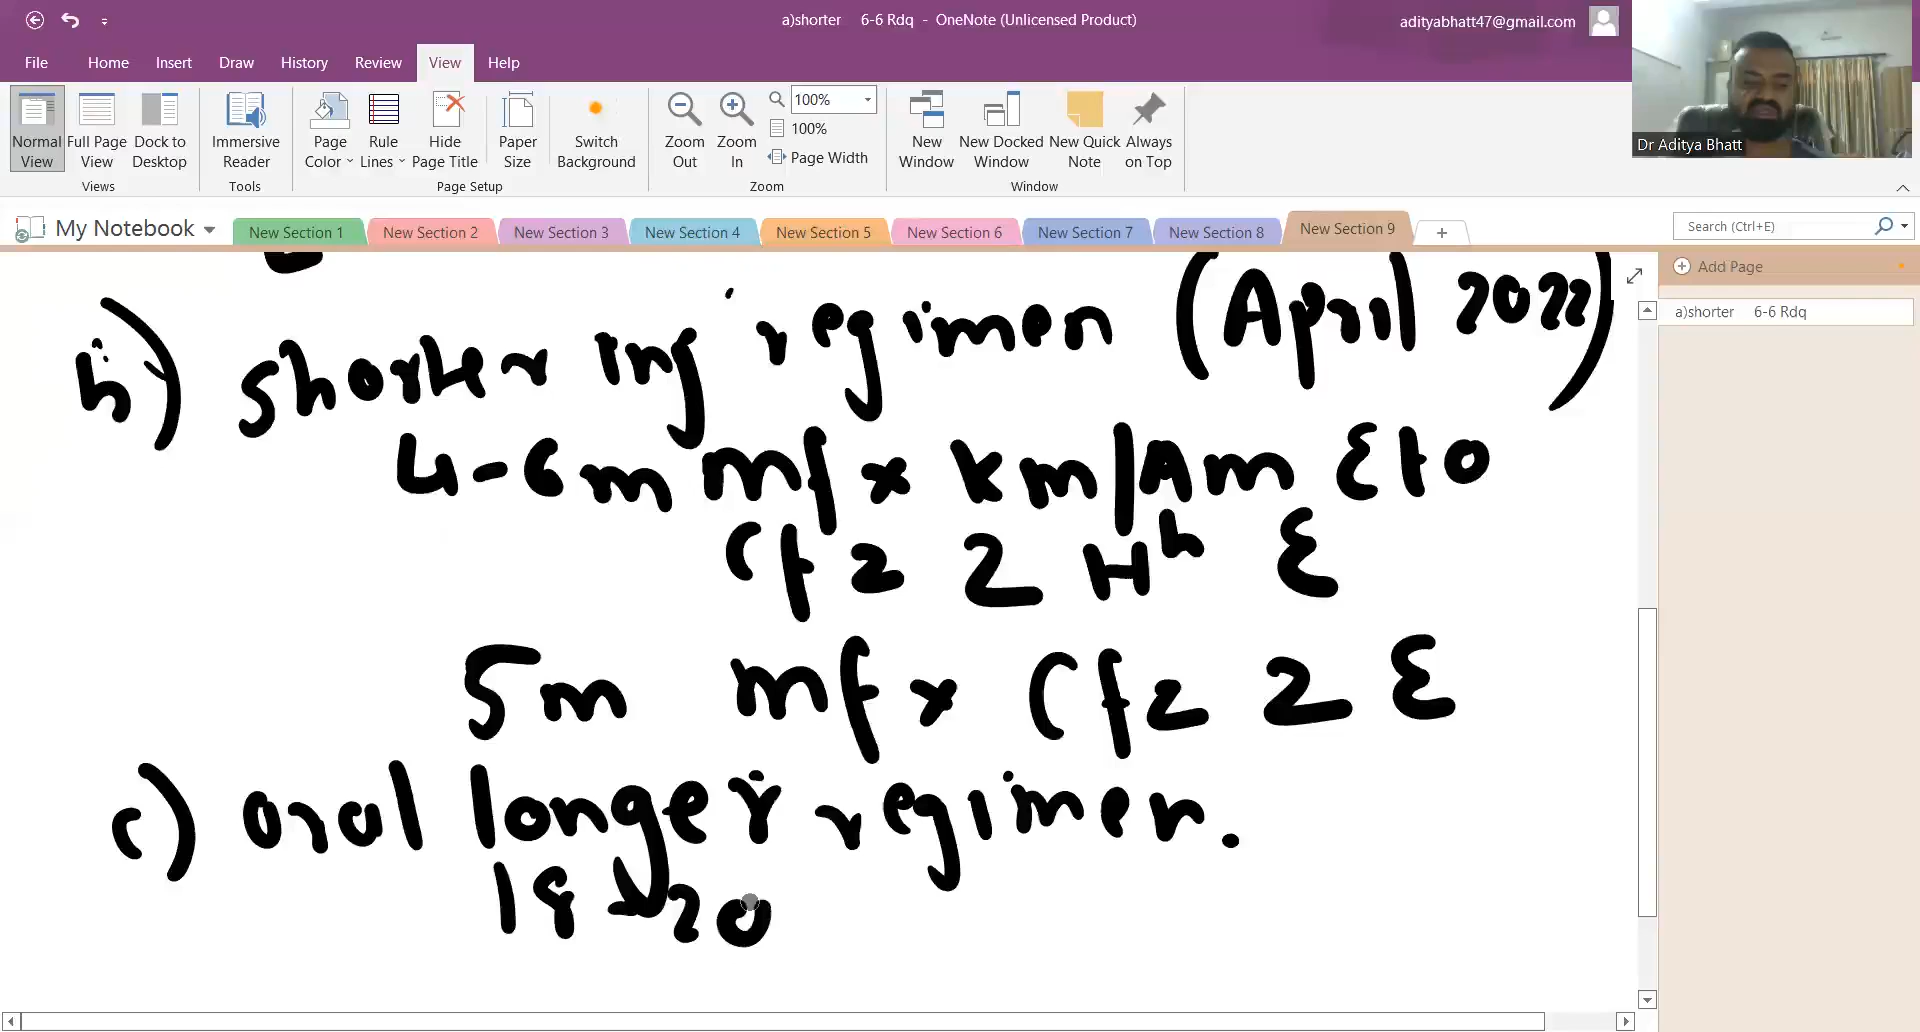 a)shorter 6-6 Rdq - OneNote (Unlicensed Product)
adityabhatt47@gmail.com
File Home Insert Draw History Review View Help
Normal View
Full Page View
Dock to Desktop
Immersive Reader
Page Color
Rule Lines
Hide Page Title
Paper Size
Switch Background
Zoom Out
Zoom In
100%
100%
Page Width
New Window
New Docked Window
New Quick Note
Always on Top
Views Tools Page Setup Zoom Window
Dr Aditya Bhatt
My Notebook
New Section 1 New Section 2 New Section 3 New Section 4 New Section 5 New Section 6 New Section 7 New Section 8 New Section 9 +
Search (Ctrl+E)
Add Page
a)shorter 6-6 Rdq
shorter inj regimen (April 2022)
4-6m mfx km/Am Eto
Cfz Z Hh E
5m mfx Cfz Z E
c) oral longer regimen.
18 20